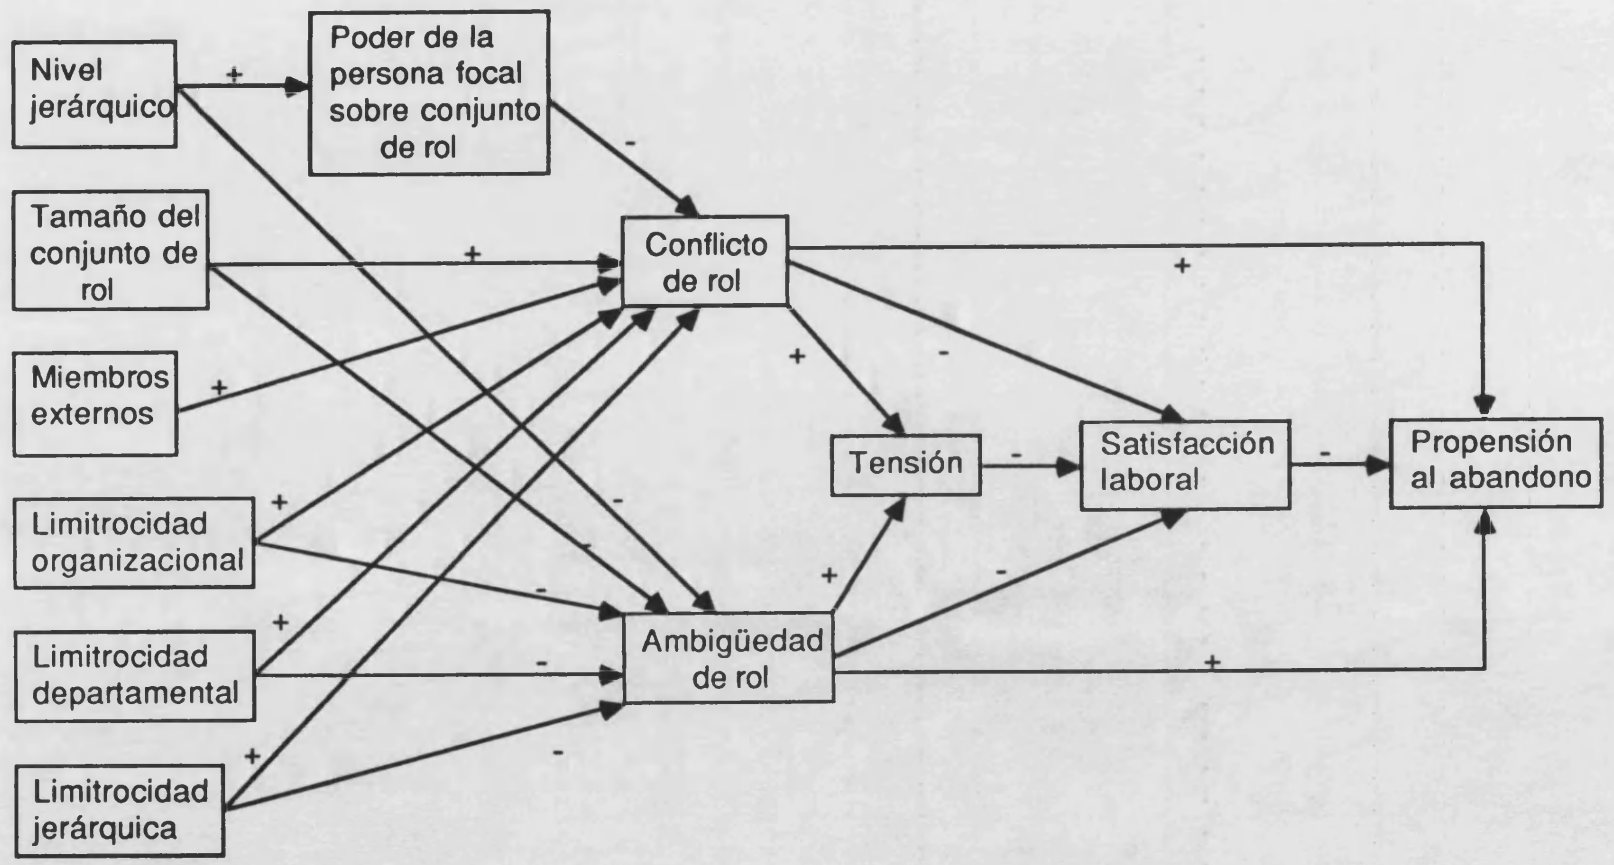 Nivel
jerárquico
Poder de la
persona focal
sobre conjunto
de rol
+
-
Tamaño del
conjunto de
rol
+
Conflicto
de rol
+
Miembros
externos
+
+
-
Tensión
-
Satisfacción
laboral
-
Propensión
al abandono
Limitrocidad
organizacional
+
-
-
-
+
-
Limitrocidad
departamental
+
-
Ambigüedad
de rol
+
Limitrocidad
jerárquica
+
-